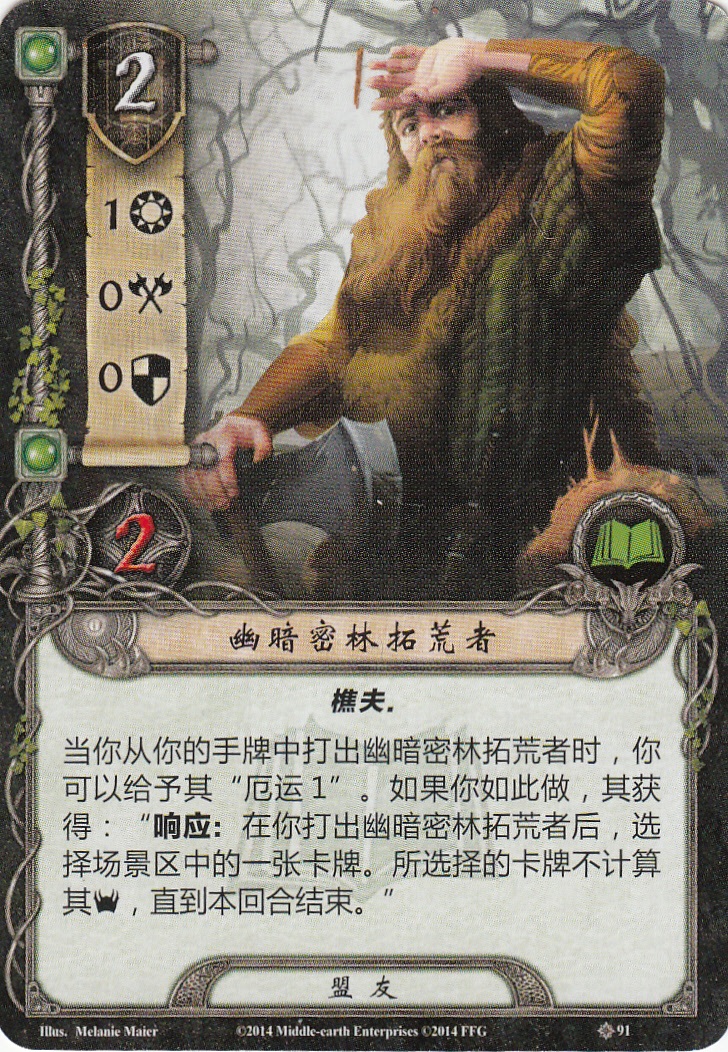 2
1
0
0
2
幽暗密林拓荒者
樵夫.
当你从你的手牌中打出幽暗密林拓荒者时，你
可以给予其“厄运1”。如果你如此做，其获
得：“响应：在你打出幽暗密林拓荒者后，选
择场景区中的一张卡牌。所选择的卡牌不计算
其，直到本回合结束。”
盟友
Illus. Melanie Maier ©2014 Middle-earth Enterprises ©2014 FFG 91